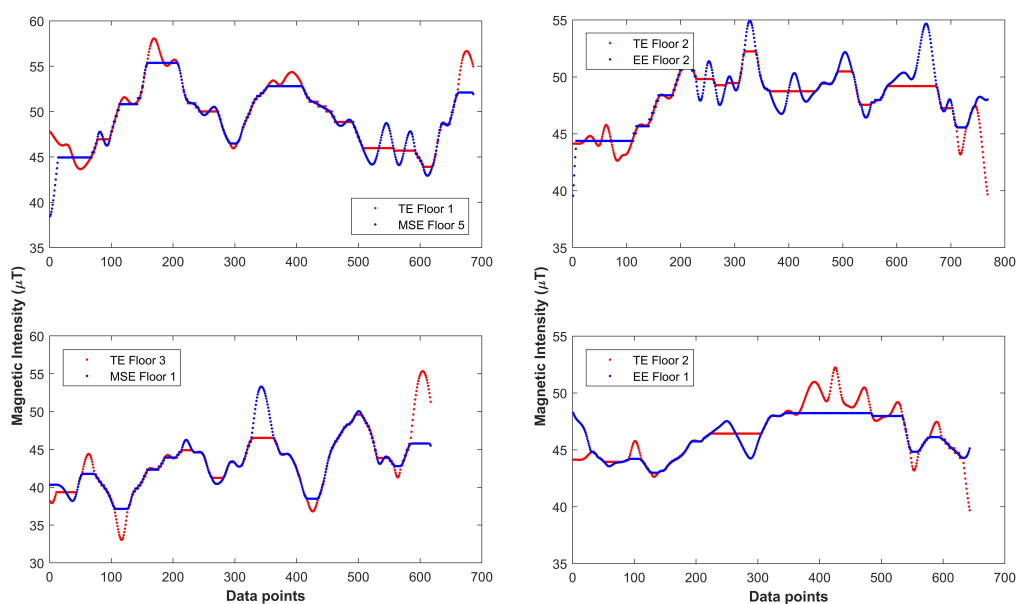 60
55
50
45
40
35
0 100 200 300 400 500 600 700
TE Floor 1
MSE Floor 5
55
50
45
40
35
0 100 200 300 400 500 600 700 800
TE Floor 2
EE Floor 2
Magnetic Intensity (μT)
Magnetic Intensity (μT)
60
55
50
45
40
35
30
0 100 200 300 400 500 600 700
TE Floor 3
MSE Floor 1
Data points
55
50
45
40
35
0 100 200 300 400 500 600 700
TE Floor 2
EE Floor 1
Data points